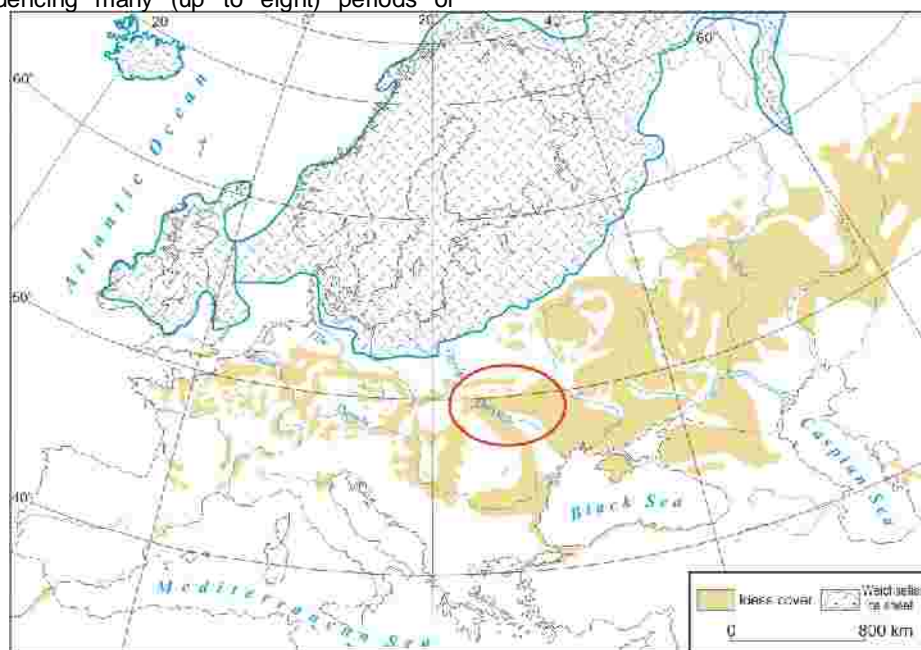 many (up to eight) periods of
20
0
20
40
60°
60°
Atlantic Ocean
50°
40°
Black Sea
Caspian Sea
Mediterranean Sea
loess cover
ice sheet
0 800 km